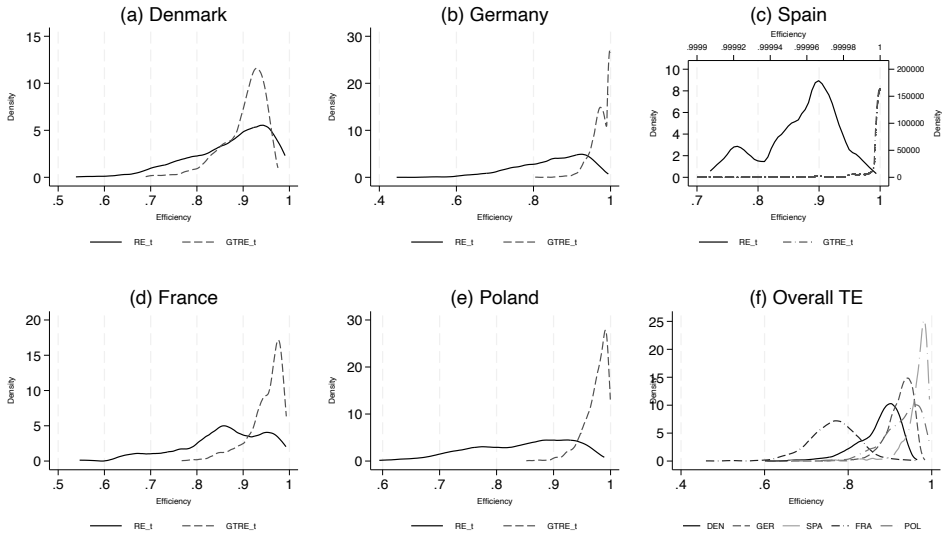 (a) Denmark
15
10
5
0
Density
.5 .6 .7 .8 .9 1
Efficiency
RE_t GTRE_t
(b) Germany
30
20
10
0
Density
.4 .6 .8 1
Efficiency
RE_t GTRE_t
(c) Spain
Efficiency
.9999 .99992 .99994 .99996 .99998 1
10
8
6
4
2
0
Density
200000
150000
100000
50000
0
Density
.7 .8 .9 1
Efficiency
RE_t GTRE_t
(d) France
20
15
10
5
0
Density
.5 .6 .7 .8 .9 1
Efficiency
RE_t GTRE_t
(e) Poland
30
20
10
0
Density
.4 .5 .6 .7 .8 .9 1
Efficiency
RE_t GTRE_t
(f) Overall TE
25
20
15
10
5
0
Density
0.4 0.6 0.8 1
Efficiency
DEN GER SPA FRA POL